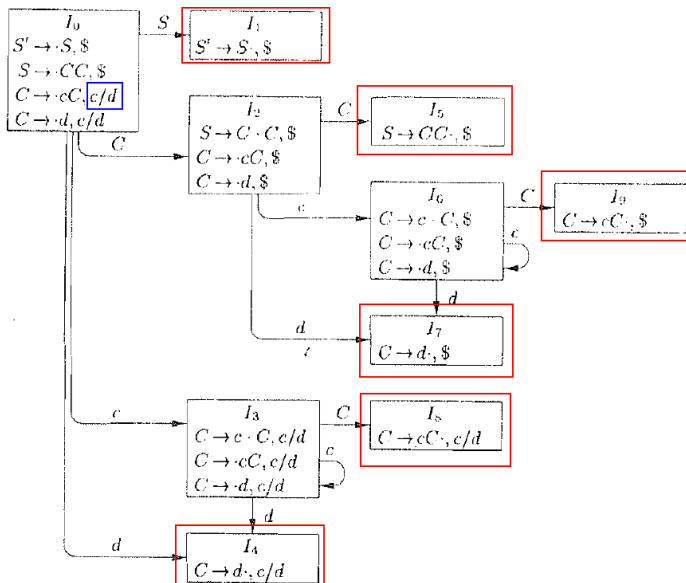 I₀
S' → ·S, $
S → ·CC, $
C → ·cC, c/d
C → ·d, c/d
S
I₁
S' → S·, $
C
I₂
S → C · C, $
C → ·cC, $
C → ·d, $
C
I₅
S → CC·, $
c
I₆
C → c · C, $
C → ·cC, $
C → ·d, $
C
I₉
C → cC·, $
c
d
d
I₇
C → d·, $
c
I₃
C → c · C, c/d
C → ·cC, c/d
C → ·d, c/d
C
I₈
C → cC·, c/d
c
d
d
I₄
C → d·, c/d